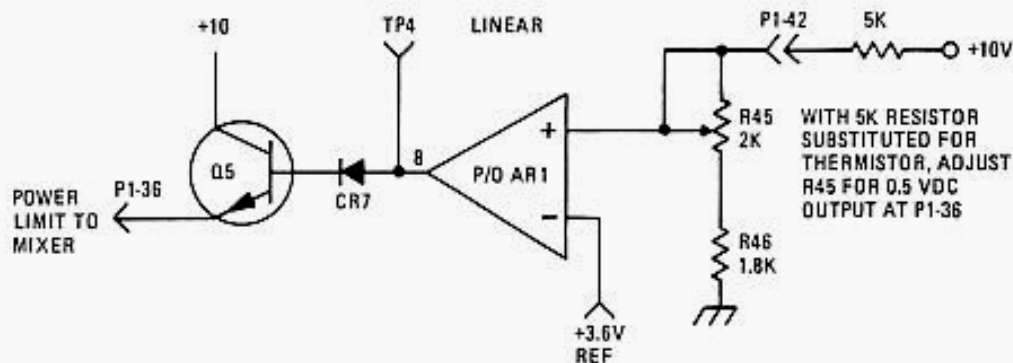 +10
TP4
LINEAR
P1-42
5K
+10V
Q5
CR7
8
P/O AR1
+
−
R45
2K
WITH 5K RESISTOR
SUBSTITUTED FOR
THERMISTOR, ADJUST
R45 FOR 0.5 VDC
OUTPUT AT P1-36
P1-36
POWER
LIMIT TO
MIXER
R46
1.8K
+3.6V
REF